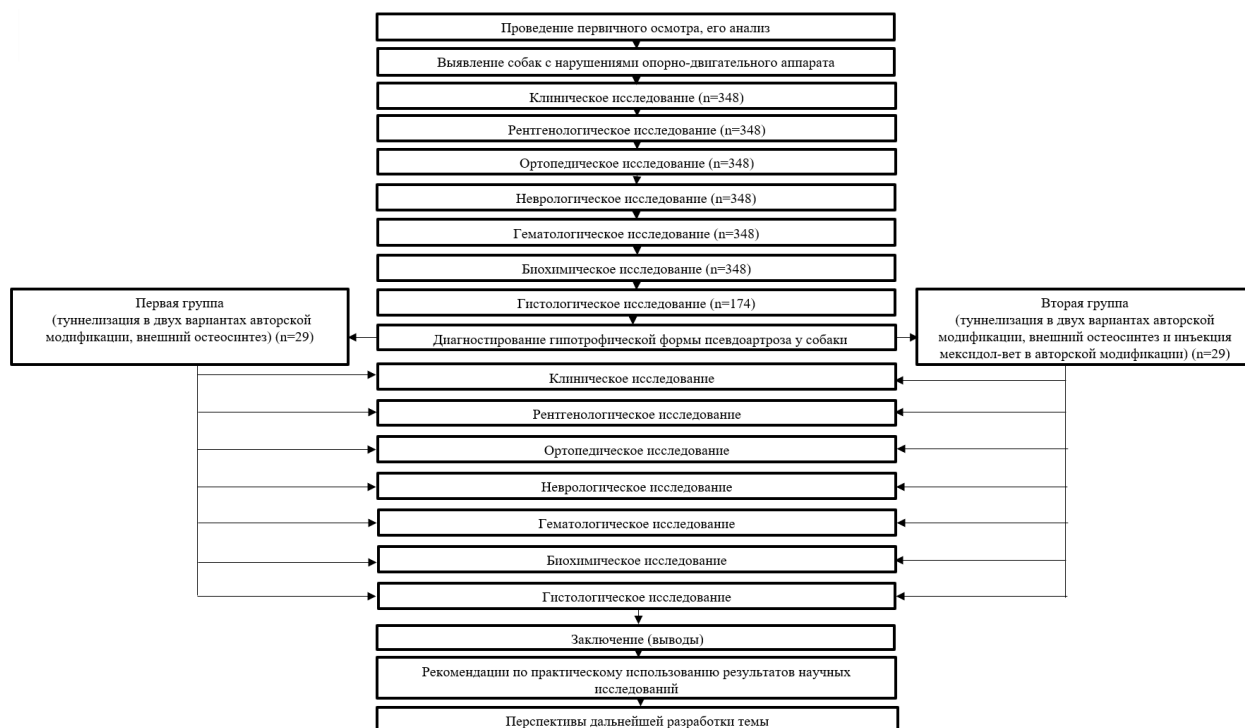 Проведение первичного осмотра, его анализ
Выявление собак с нарушениями опорно-двигательного аппарата
Клиническое исследование (n=348)
Рентгенологическое исследование (n=348)
Ортопедическое исследование (n=348)
Неврологическое исследование (n=348)
Гематологическое исследование (n=348)
Биохимическое исследование (n=348)
Гистологическое исследование (n=174)
Первая группа
(туннелизация в двух вариантах авторской
модификации, внешний остеосинтез) (n=29)
Диагностирование гипотрофической формы псевдоартроза у собаки
Вторая группа
(туннелизация в двух вариантах авторской
модификации, внешний остеосинтез и инъекция
мексидол-вет в авторской модификации) (n=29)
Клиническое исследование
Рентгенологическое исследование
Ортопедическое исследование
Неврологическое исследование
Гематологическое исследование
Биохимическое исследование
Гистологическое исследование
Заключение (выводы)
Рекомендации по практическому использованию результатов научных
исследований
Перспективы дальнейшей разработки темы